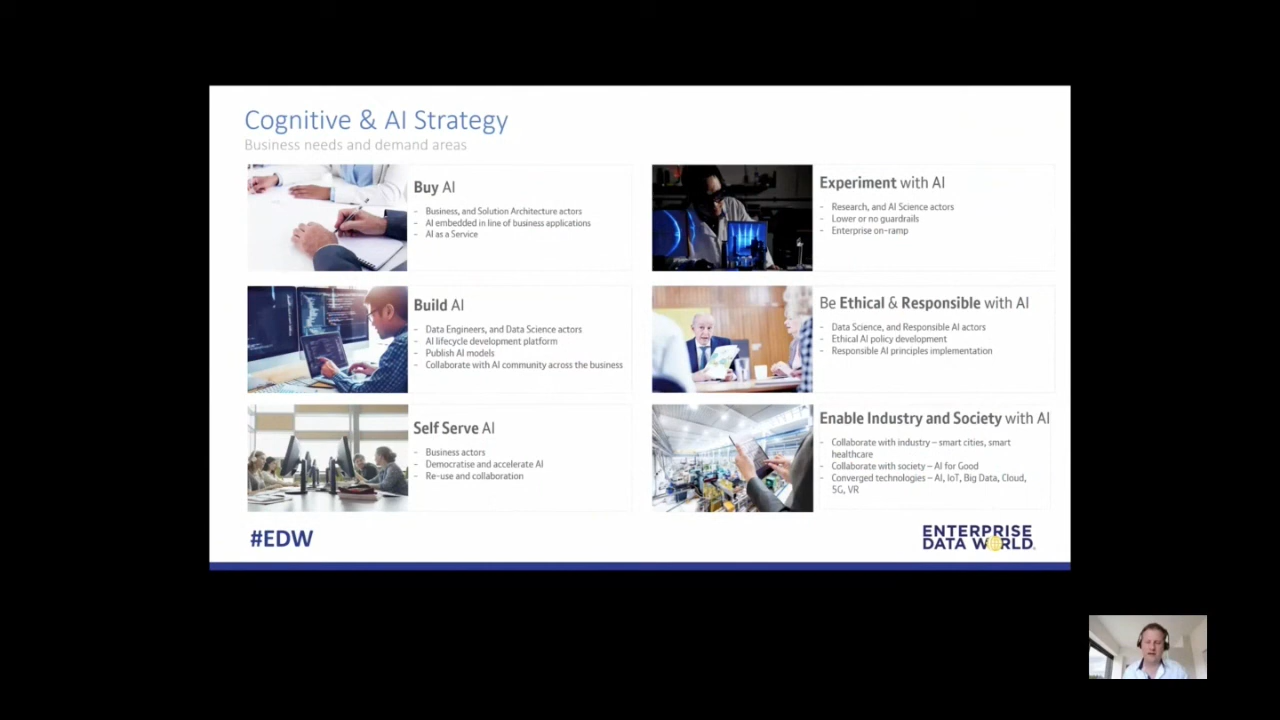 Cognitive & AI Strategy
Business needs and demand areas
Buy AI
- Business, and Solution Architecture actors
- AI embedded in line of business applications
- AI as a Service
Build AI
- Data Engineers, and Data Science actors
- AI lifecycle development platform
- Publish AI models
- Collaborate with AI community across the business
Self Serve AI
- Business actors
- Democratise and accelerate AI
- Re-use and collaboration
Experiment with AI
- Research, and AI Science actors
- Lower or no guardrails
- Enterprise on-ramp
Be Ethical & Responsible with AI
- Data Science, and Responsible AI actors
- Ethical AI policy development
- Responsible AI principles implementation
Enable Industry and Society with AI
- Collaborate with industry – smart cities, smart
healthcare
- Collaborate with society – AI for Good
- Converged technologies – AI, IoT, Big Data, Cloud,
5G, VR
#EDW
ENTERPRISE
DATA WORLD.